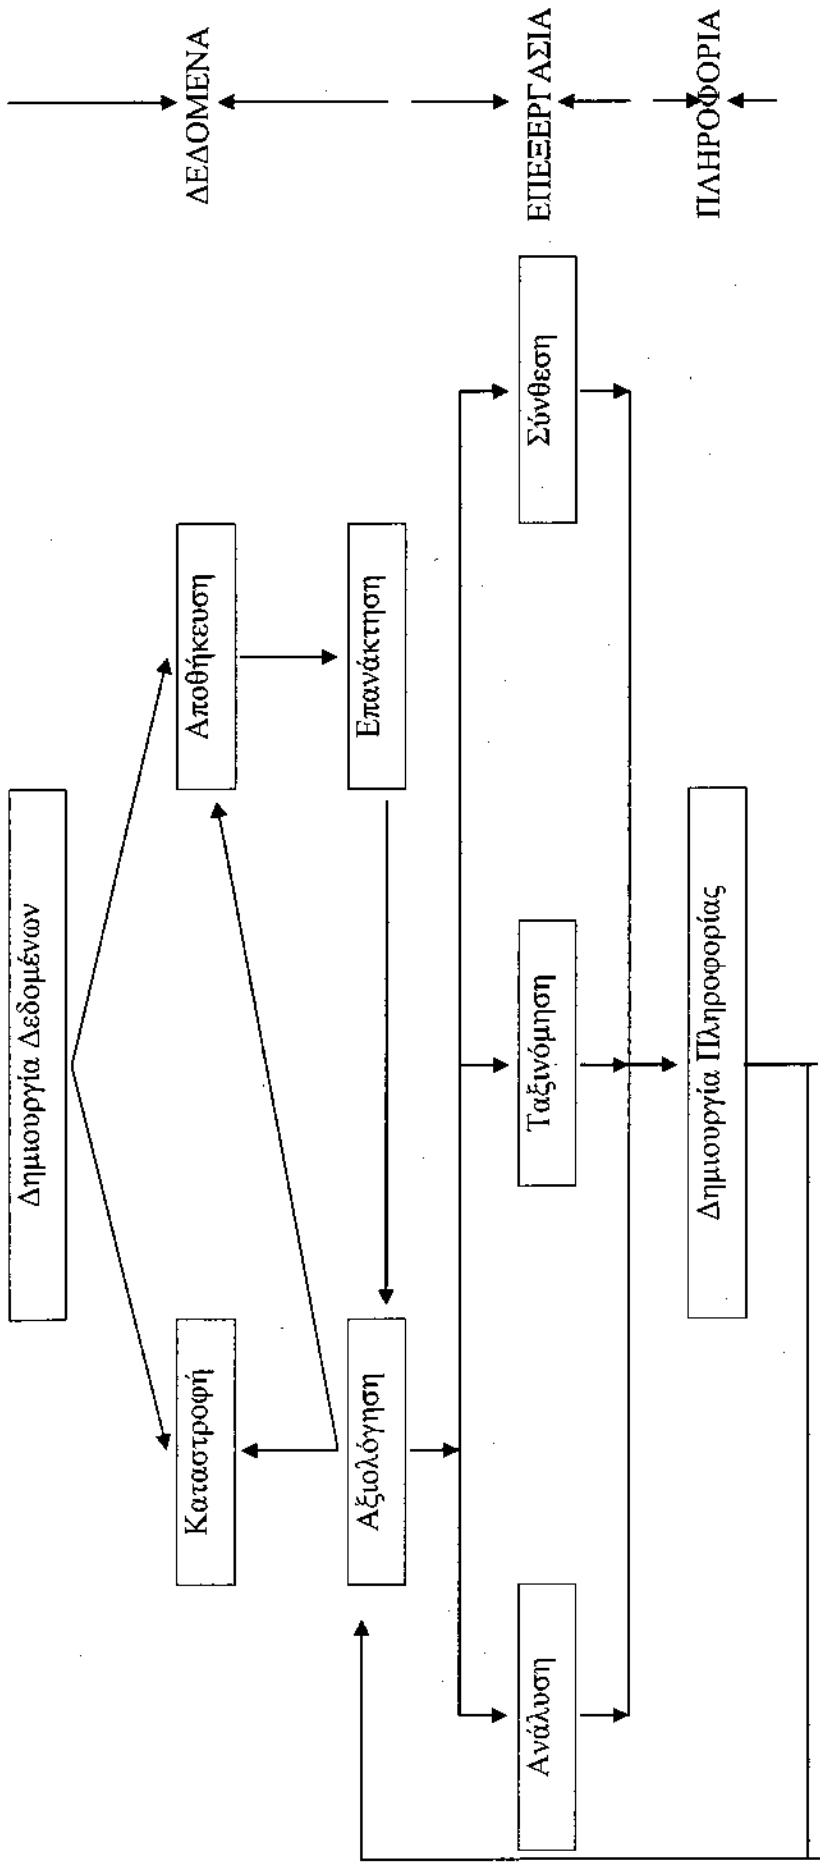 Δημιουργία Δεδομένων
Καταστροφή
Αποθήκευση
ΔΕΔΟΜΕΝΑ
Αξιολόγηση
Επανάκτηση
Ανάλυση
Ταξινόμηση
Σύνθεση
ΕΠΕΞΕΡΓΑΣΙΑ
Δημιουργία Πληροφορίας
ΠΛΗΡΟΦΟΡΙΑ